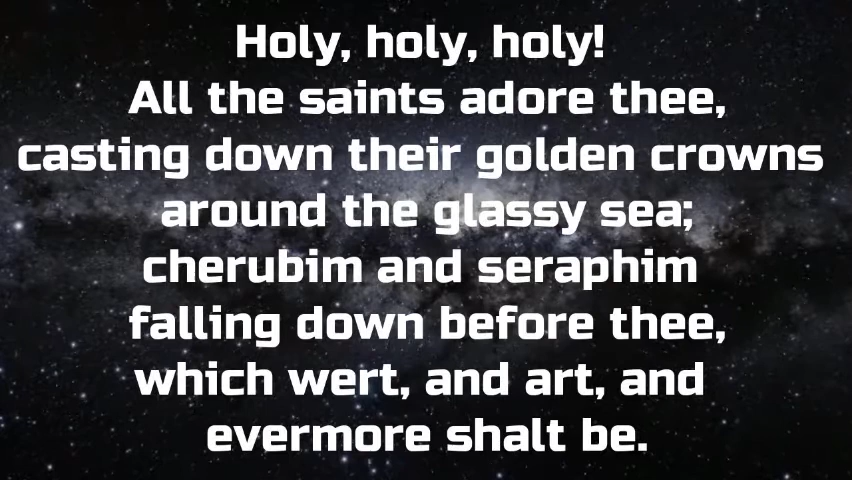 Holy, holy, holy!
All the saints adore thee,
casting down their golden crowns
around the glassy sea;
cherubim and seraphim
falling down before thee,
which wert, and art, and
evermore shalt be.